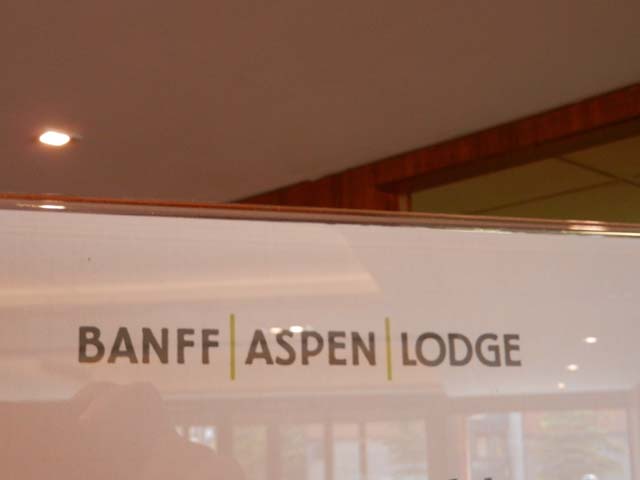 BANFF | ASPEN | LODGE